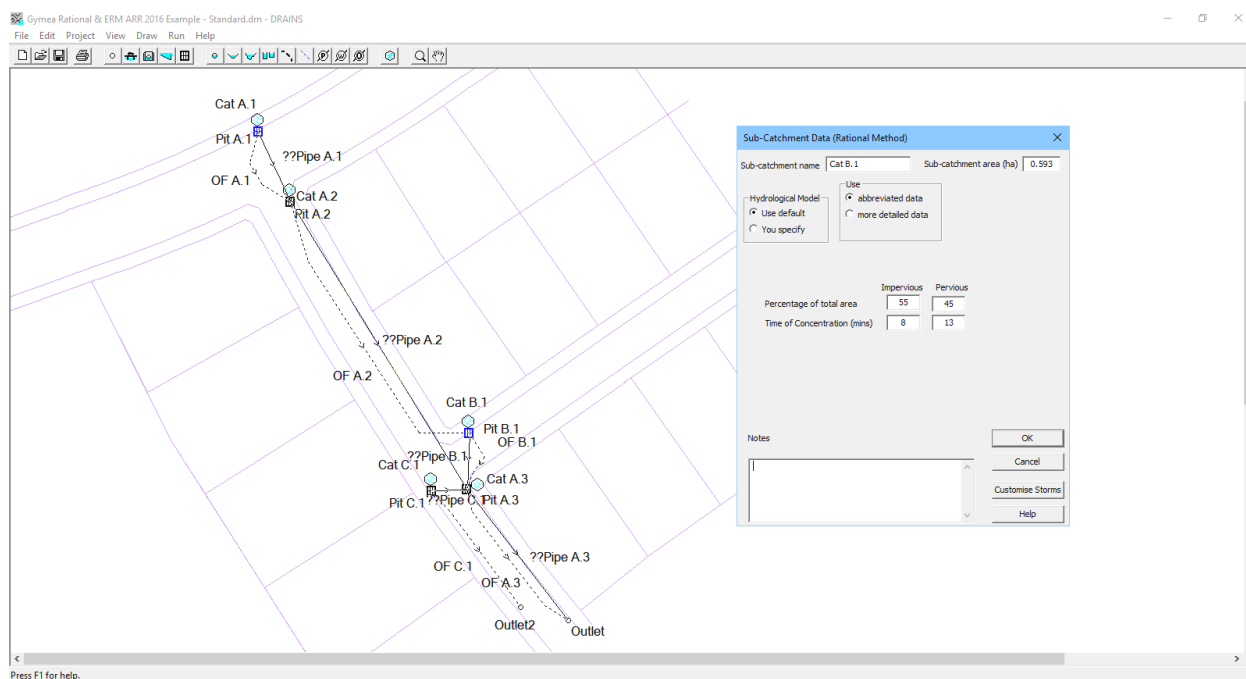 Gymea Rational & ERM ARR 2016 Example - Standard.drn - DRAINS
File Edit Project View Draw Run Help
Cat A.1
Pit A.1
??Pipe A.1
OF A.1
Cat A.2
Pit A.2
??Pipe A.2
OF A.2
Cat B.1
Pit B.1
OF B.1
??Pipe B.1
Cat C.1
Cat A.3
Pit C.1 ??Pipe C.1 Pit A.3
??Pipe A.3
OF C.1
OF A.3
Outlet2
Outlet
Sub-Catchment Data (Rational Method)
Sub-catchment name Cat B.1 Sub-catchment area (ha) 0.593
Hydrological Model
Use default
You specify
Use
abbreviated data
more detailed data
Impervious Pervious
Percentage of total area 55 45
Time of Concentration (mins) 8 13
Notes
OK
Cancel
Customise Storms
Help
Press F1 for help.